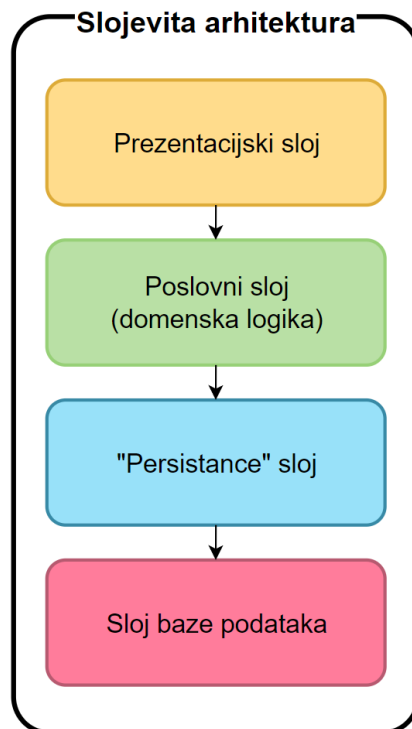 Slojevita arhitektura
Prezentacijski sloj
Poslovni sloj
(domenska logika)
"Persistance" sloj
Sloj baze podataka